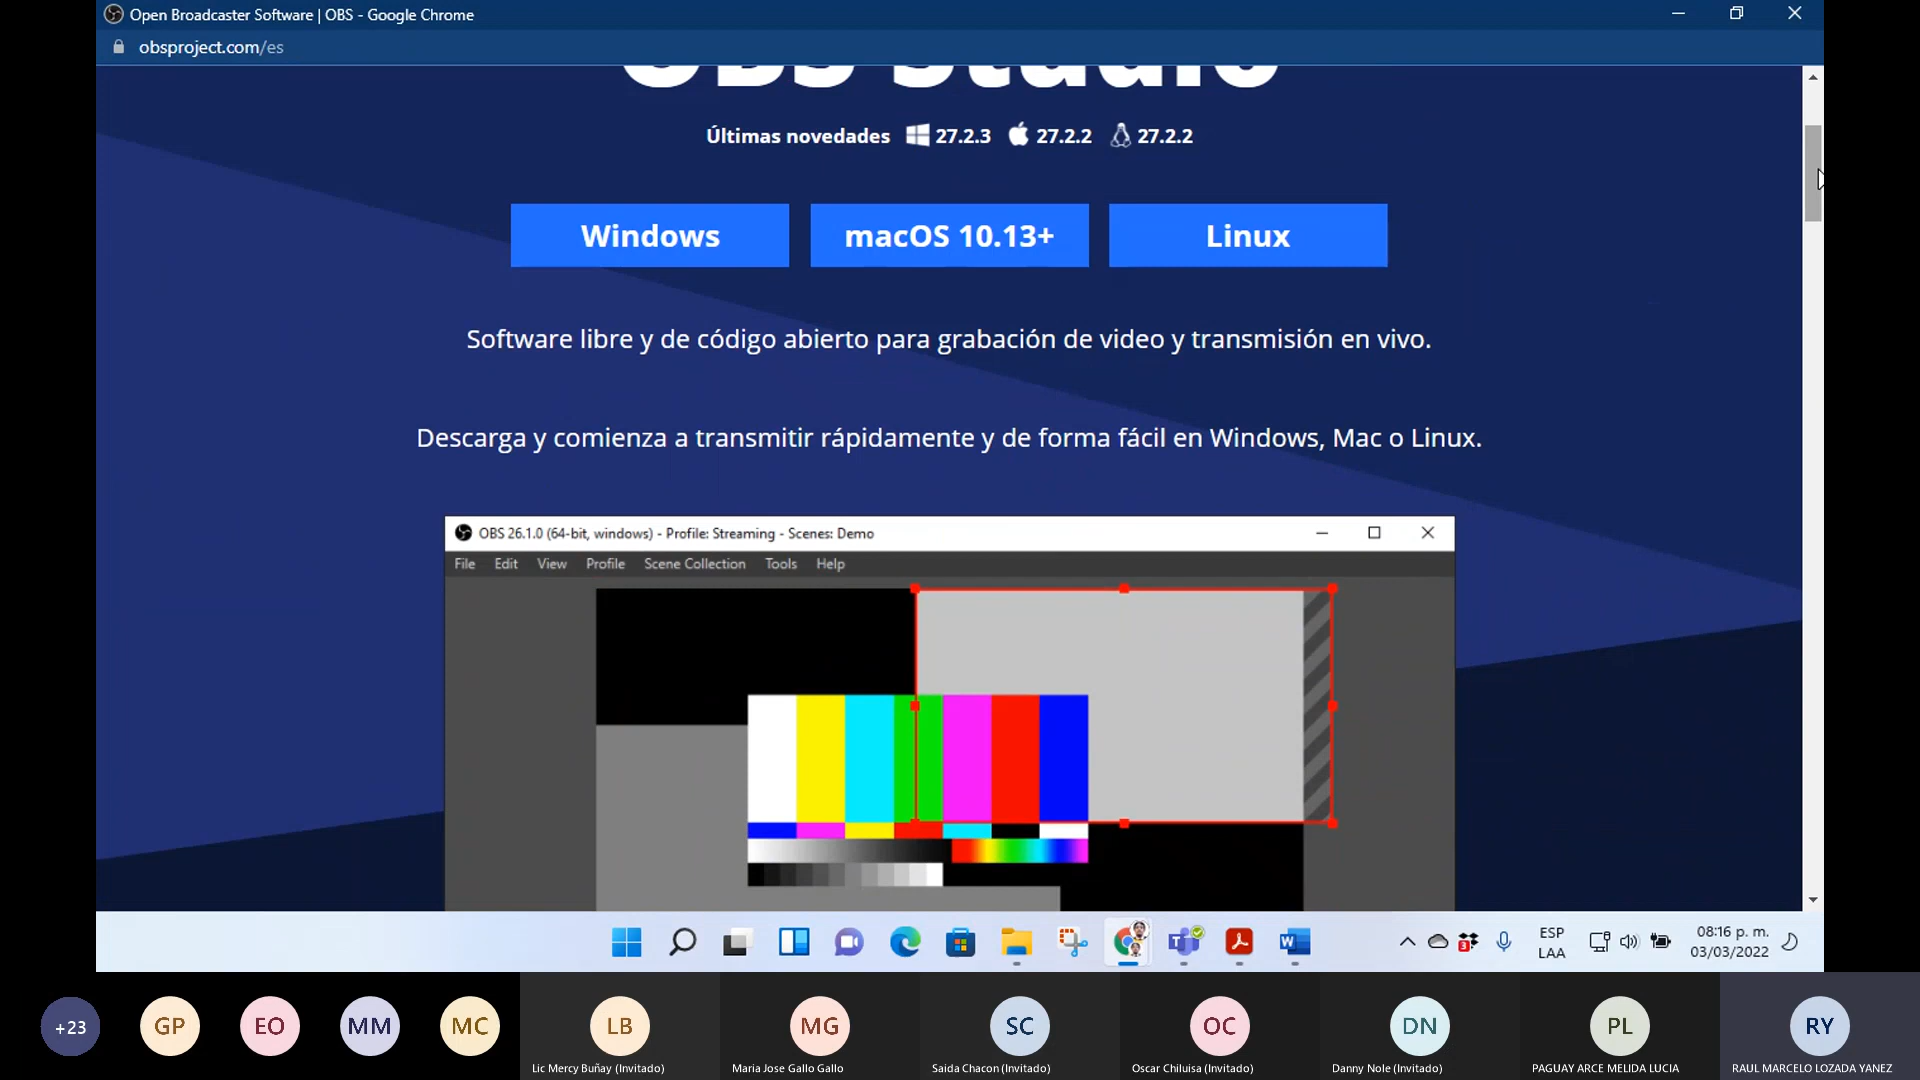 Open Broadcaster Software | OBS - Google Chrome
obsproject.com/es
OBS Studio
Últimas novedades 27.2.3 27.2.2 27.2.2
Windows
macOS 10.13+
Linux
Software libre y de código abierto para grabación de video y transmisión en vivo.
Descarga y comienza a transmitir rápidamente y de forma fácil en Windows, Mac o Linux.
OBS 26.1.0 (64-bit, windows) - Profile: Streaming - Scenes: Demo
File Edit View Profile Scene Collection Tools Help
ESP
LAA
08:16 p. m.
03/03/2022
+23
GP
EO
MM
MC
LB
Lic Mercy Buñay (Invitado)
MG
Maria Jose Gallo Gallo
SC
Saida Chacon (Invitado)
OC
Oscar Chiluisa (Invitado)
DN
Danny Nole (Invitado)
PL
PAGUAY ARCE MELIDA LUCIA
RY
RAUL MARCELO LOZADA YANEZ